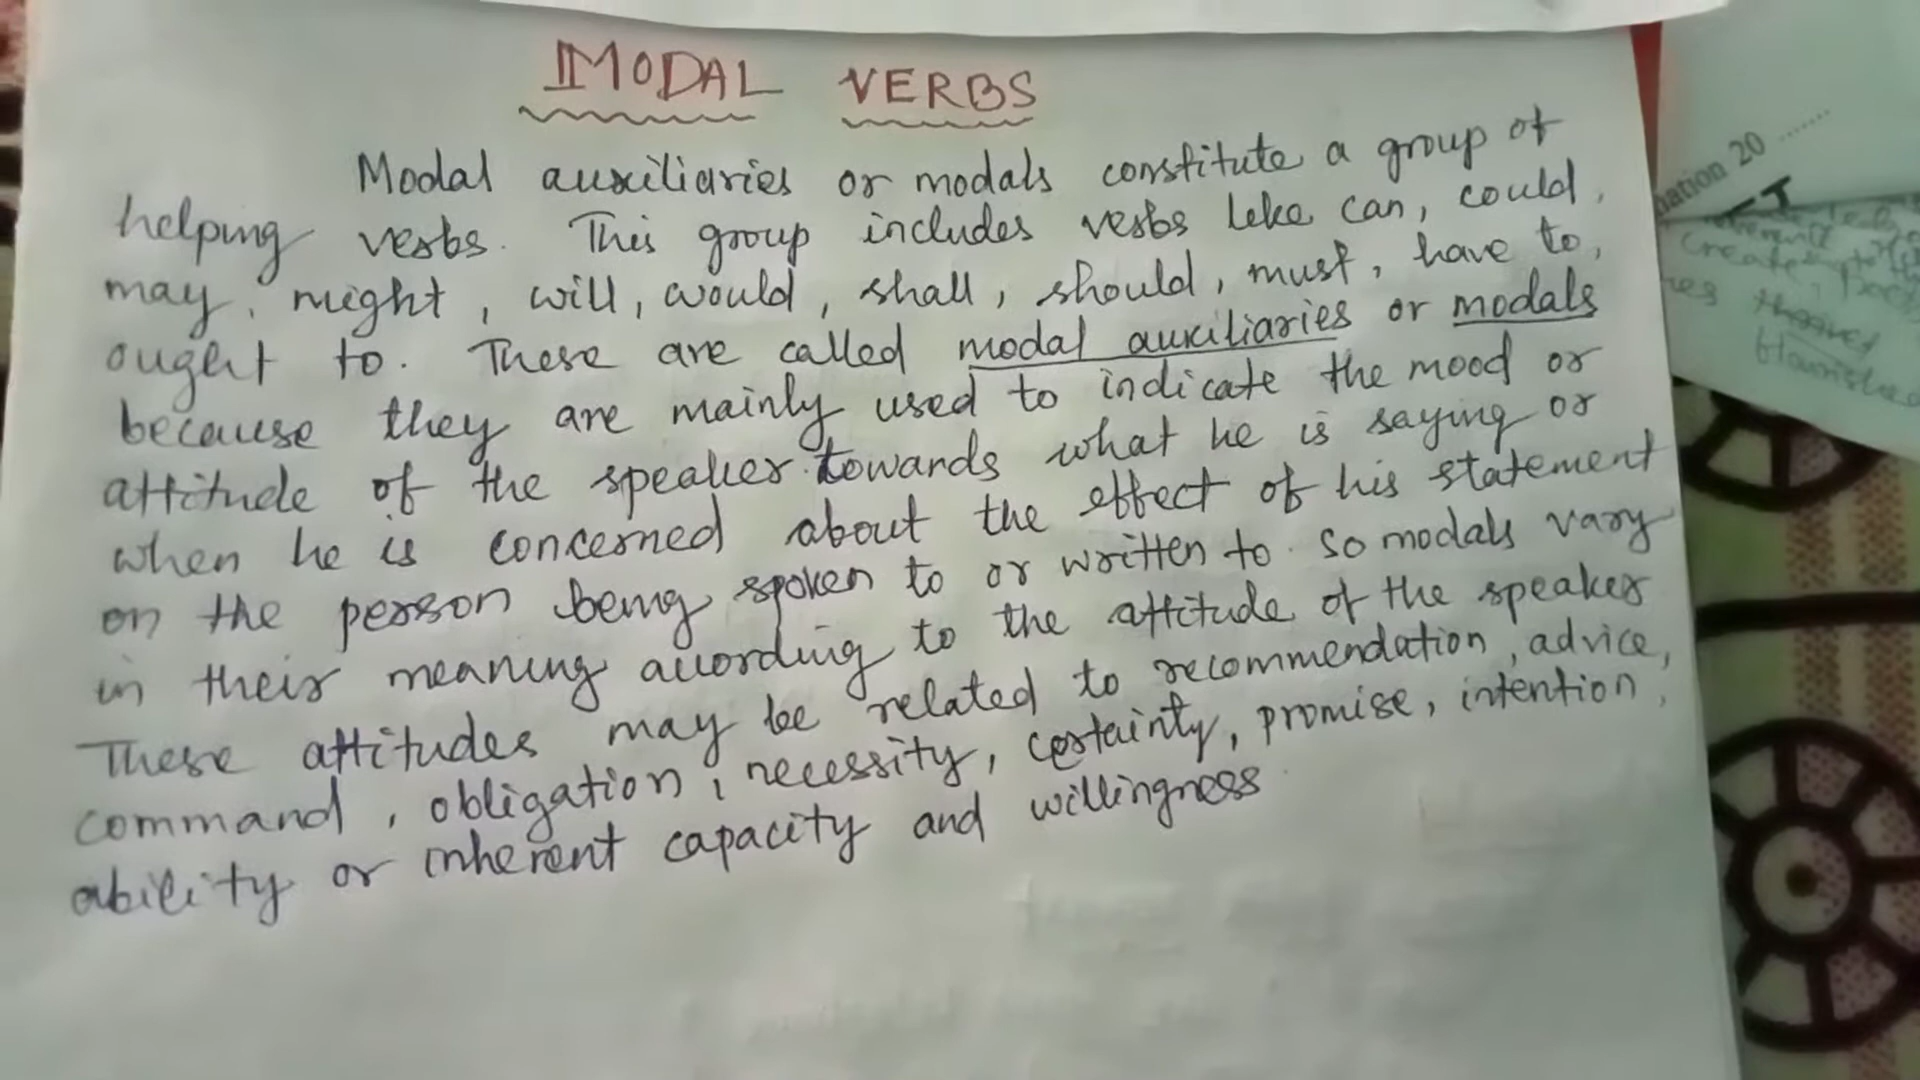 MODAL VERBS
Modal auxiliaries or modals constitute a group of
helping verbs. This group includes verbs like can, could,
may, might, will, would, shall, should, must, have to,
ought to. These are called modal auxiliaries or modals
because they are mainly used to indicate the mood or
attitude of the speaker towards what he is saying or
when he is concerned about the effect of his statement
on the person being spoken to or written to. So modals vary
in their meaning according to the attitude of the speaker
These attitudes may be related to recommendation, advice,
command, obligation, necessity, certainty, promise, intention,
ability or inherent capacity and willingness
ation 20 .......
create,